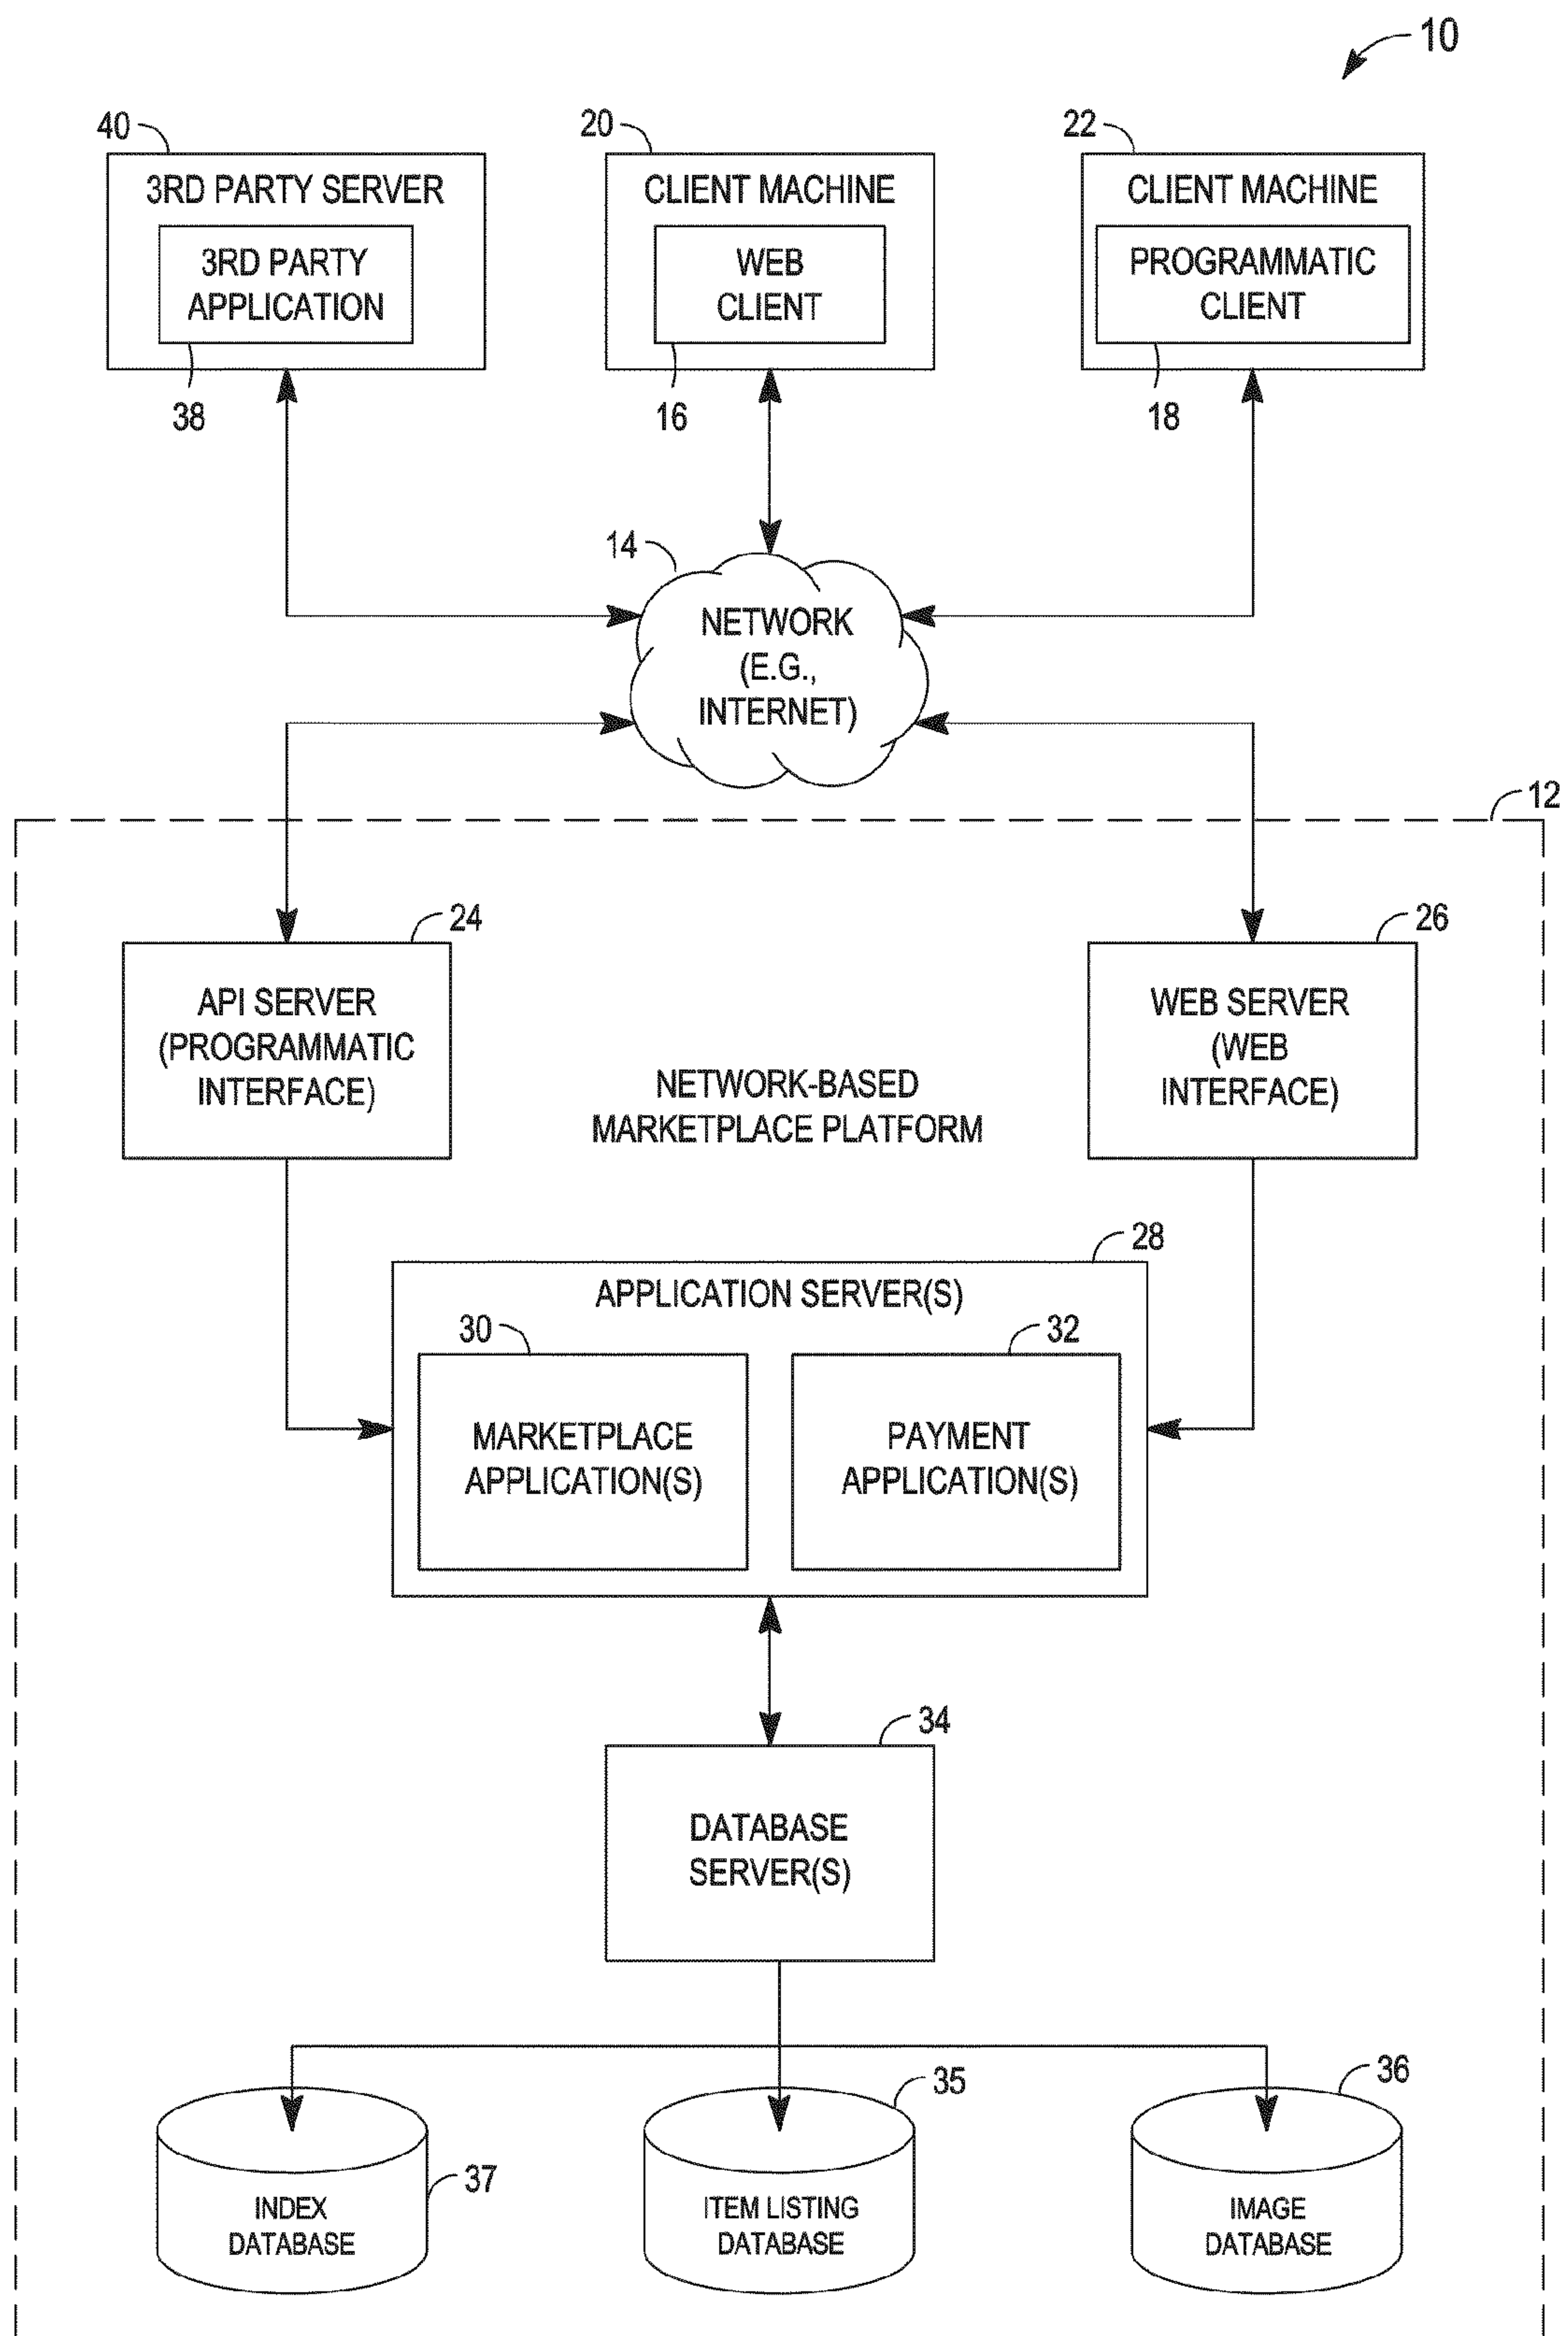 10
40
20
22
3RD PARTY SERVER
3RD PARTY
APPLICATION
38
CLIENT MACHINE
WEB
CLIENT
16
CLIENT MACHINE
PROGRAMMATIC
CLIENT
18
14
NETWORK
(E.G.,
INTERNET)
12
24
API SERVER
(PROGRAMMATIC
INTERFACE)
26
WEB SERVER
(WEB
INTERFACE)
NETWORK-BASED
MARKETPLACE PLATFORM
28
APPLICATION SERVER(S)
30
MARKETPLACE
APPLICATION(S)
32
PAYMENT
APPLICATION(S)
34
DATABASE
SERVER(S)
37
INDEX
DATABASE
35
ITEM LISTING
DATABASE
36
IMAGE
DATABASE